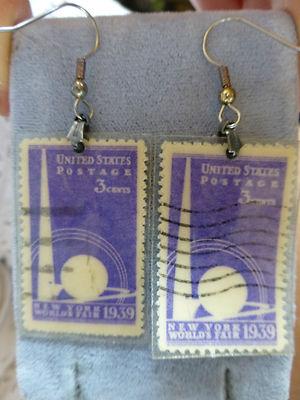 UNITED STATES
POSTAGE
3 CENTS
NEW YORK
WORLD'S FAIR 1939
UNITED STATES
POSTAGE
3 CENTS
NEW YORK
WORLD'S FAIR 1939